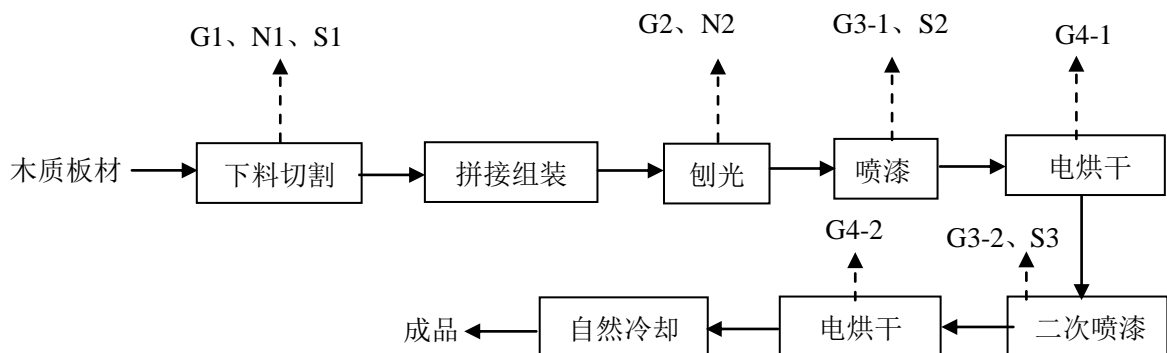 G1、N1、S1
G2、N2
G3-1、S2
G4-1
木质板材
下料切割
拼接组装
刨光
喷漆
电烘干
G4-2
G3-2、S3
成品
自然冷却
电烘干
二次喷漆